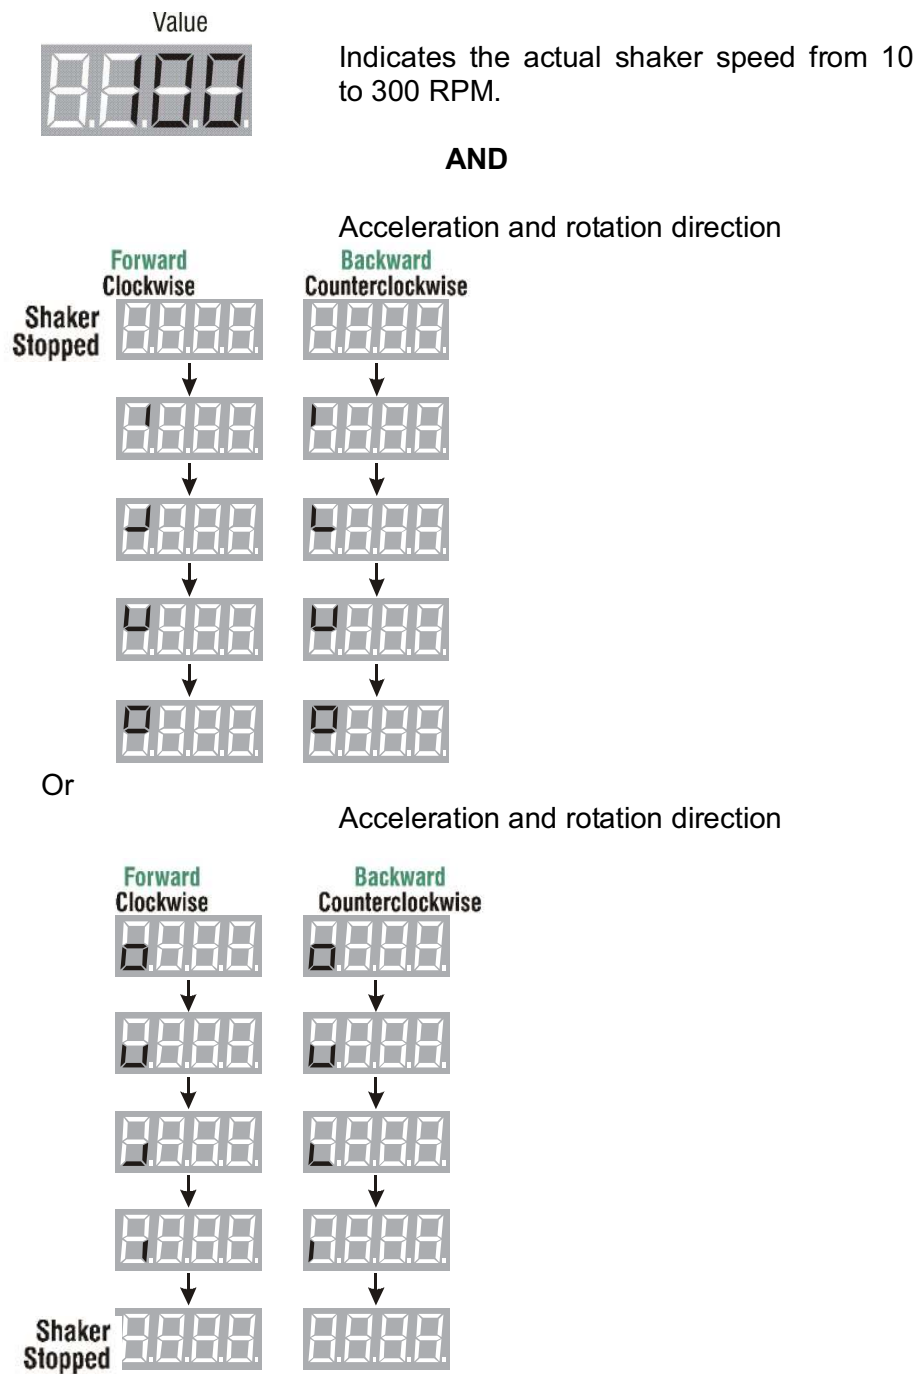 Value
100
Indicates the actual shaker speed from 10
to 300 RPM.
AND
Acceleration and rotation direction
Forward Backward
Clockwise Counterclockwise
Shaker
Stopped
Or
Acceleration and rotation direction
Forward Backward
Clockwise Counterclockwise
Shaker
Stopped